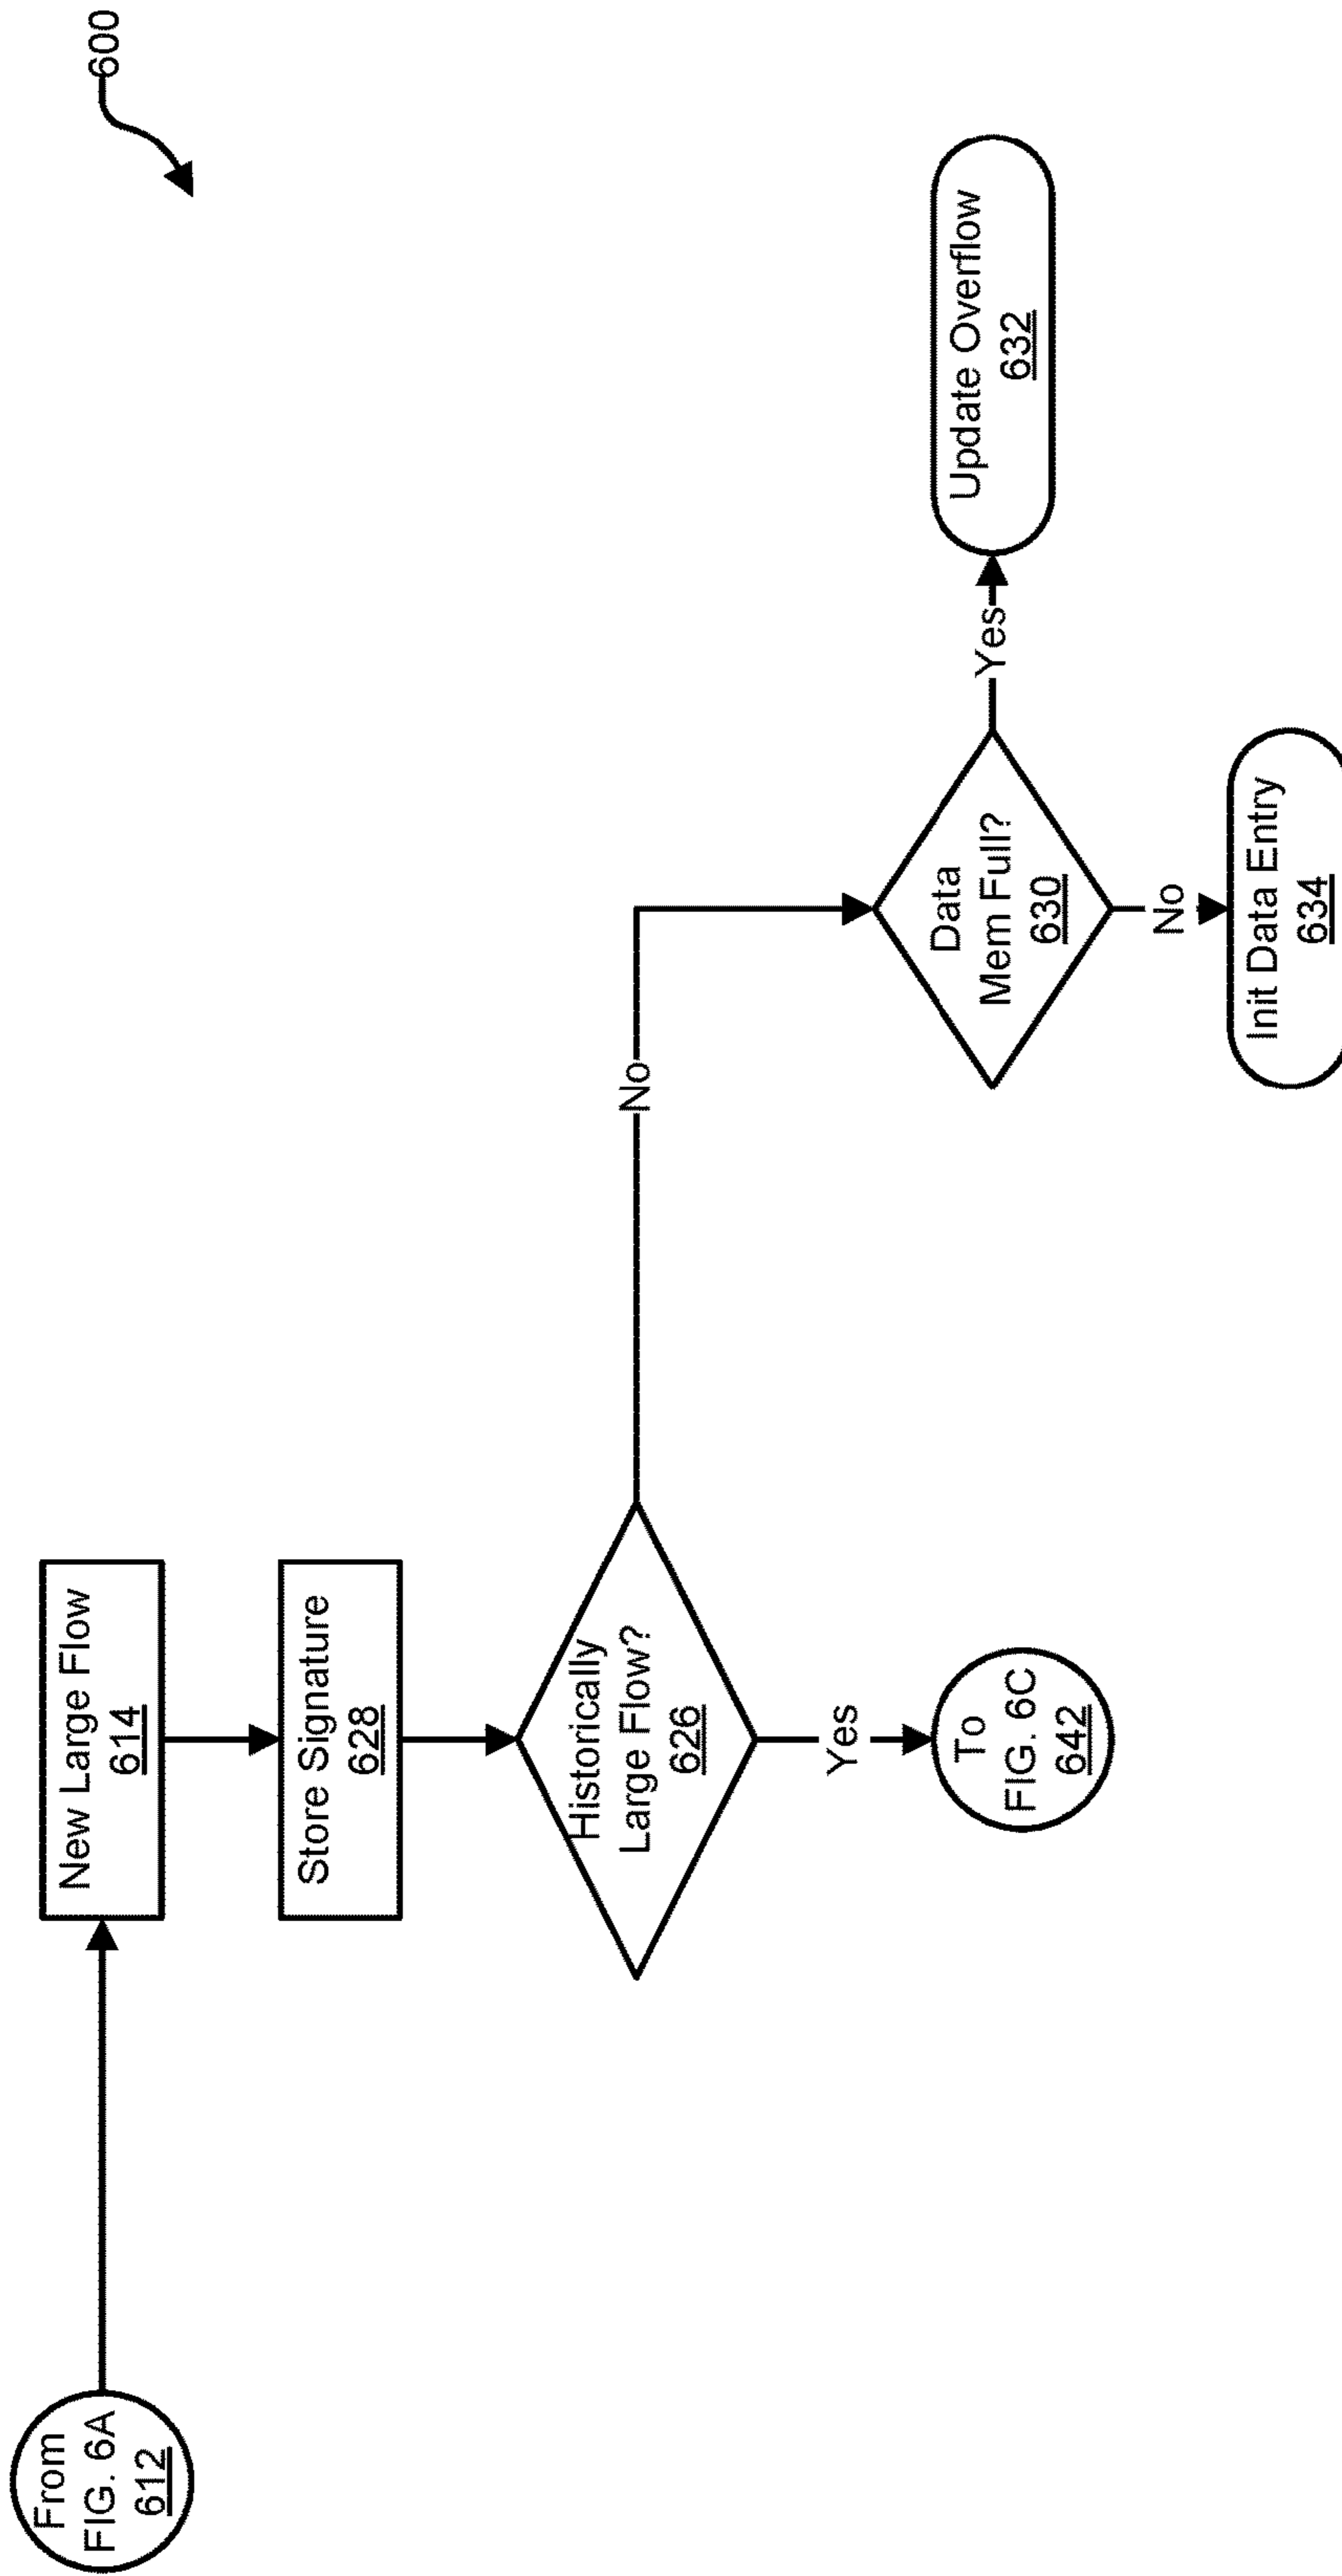 600
From
FIG. 6A
612
New Large Flow
614
Store Signature
628
Historically
Large Flow?
626
No
Yes
To
FIG. 6C
642
Data
Mem Full?
630
Yes
Update Overflow
632
No
Init Data Entry
634